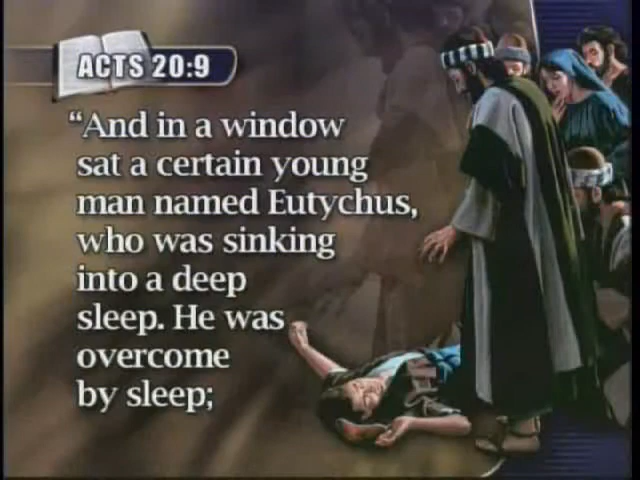 ACTS 20:9
“And in a window
sat a certain young
man named Eutychus,
who was sinking
into a deep
sleep. He was
overcome
by sleep;